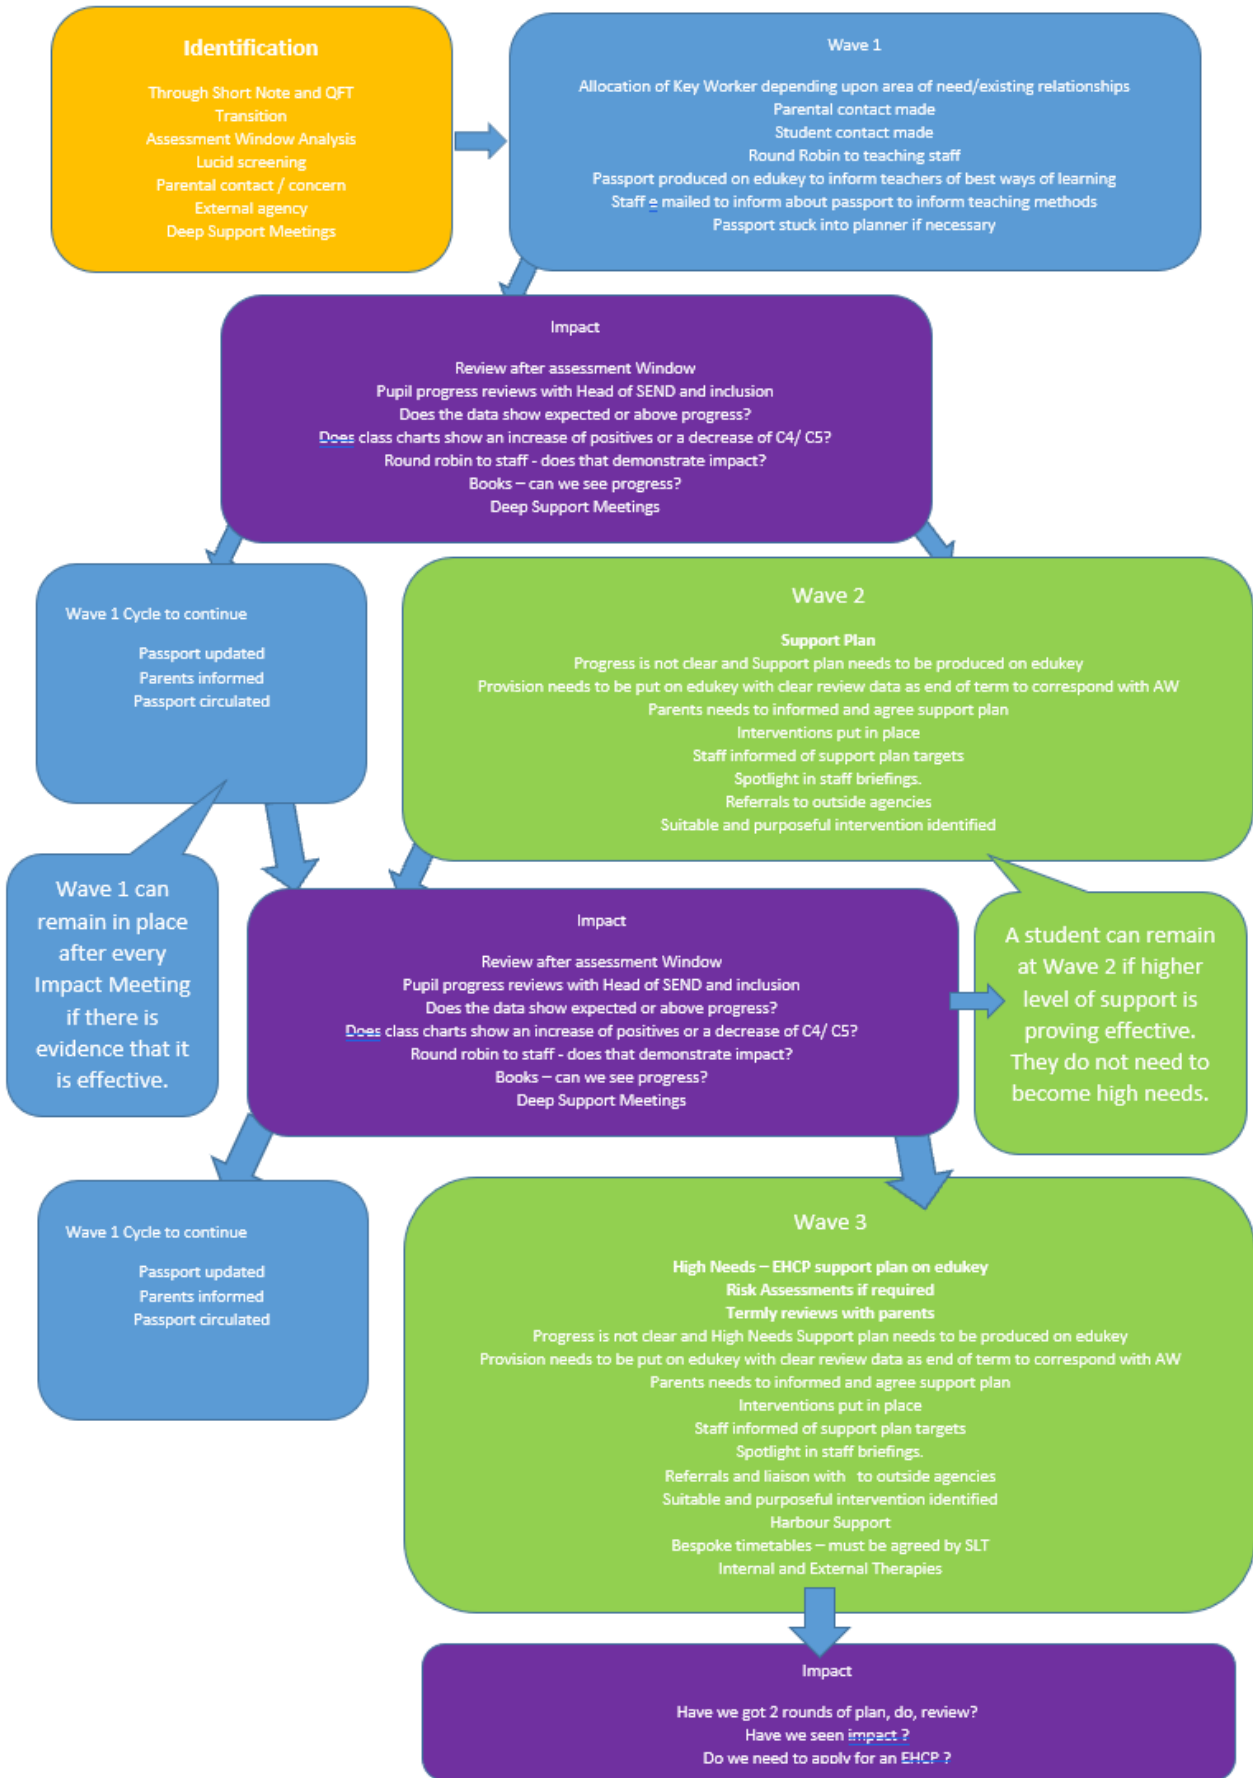 Identification
Through Short Note and QFT
Transition
Assessment Window Analysis
Lucid screening
Parental contact / concern
External agency
Deep Support Meetings
Wave 1
Allocation of Key Worker depending upon area of need/existing relationships
Parental contact made
Student contact made
Round Robin to teaching staff
Passport produced on edukey to inform teachers of best ways of learning
Staff e mailed to inform about passport to inform teaching methods
Passport stuck into planner if necessary
Impact
Review after assessment Window
Pupil progress reviews with Head of SEND and inclusion
Does the data show expected or above progress?
Does class charts show an increase of positives or a decrease of C4/ C5?
Round robin to staff - does that demonstrate impact?
Books – can we see progress?
Deep Support Meetings
Wave 1 Cycle to continue
Passport updated
Parents informed
Passport circulated
Wave 2
Support Plan
Progress is not clear and Support plan needs to be produced on edukey
Provision needs to be put on edukey with clear review data as end of term to correspond with AW
Parents needs to informed and agree support plan
Interventions put in place
Staff informed of support plan targets
Spotlight in staff briefings.
Referrals to outside agencies
Suitable and purposeful intervention identified
Wave 1 can
remain in place
after every
Impact Meeting
if there is
evidence that it
is effective.
Impact
Review after assessment Window
Pupil progress reviews with Head of SEND and inclusion
Does the data show expected or above progress?
Does class charts show an increase of positives or a decrease of C4/ C5?
Round robin to staff - does that demonstrate impact?
Books – can we see progress?
Deep Support Meetings
A student can remain
at Wave 2 if higher
level of support is
proving effective.
They do not need to
become high needs.
Wave 1 Cycle to continue
Passport updated
Parents informed
Passport circulated
Wave 3
High Needs – EHCP support plan on edukey
Risk Assessments if required
Termly reviews with parents
Progress is not clear and High Needs Support plan needs to be produced on edukey
Provision needs to be put on edukey with clear review data as end of term to correspond with AW
Parents needs to informed and agree support plan
Interventions put in place
Staff informed of support plan targets
Spotlight in staff briefings.
Referrals and liaison with to outside agencies
Suitable and purposeful intervention identified
Harbour Support
Bespoke timetables – must be agreed by SLT
Internal and External Therapies
Impact
Have we got 2 rounds of plan, do, review?
Have we seen impact ?
Do we need to apply for an EHCP ?